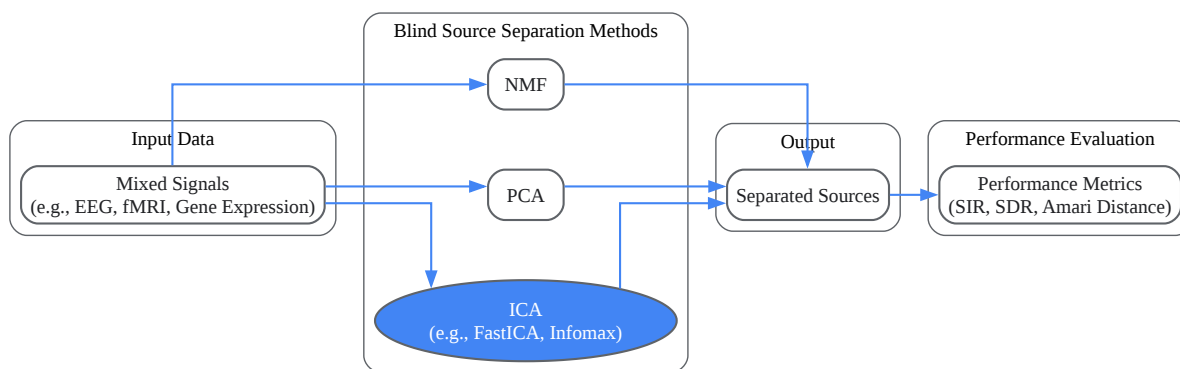 Blind Source Separation Methods
NMF
Input Data
Mixed Signals
(e.g., EEG, fMRI, Gene Expression)
PCA
ICA
(e.g., FastICA, Infomax)
Output
Separated Sources
Performance Evaluation
Performance Metrics
(SIR, SDR, Amari Distance)